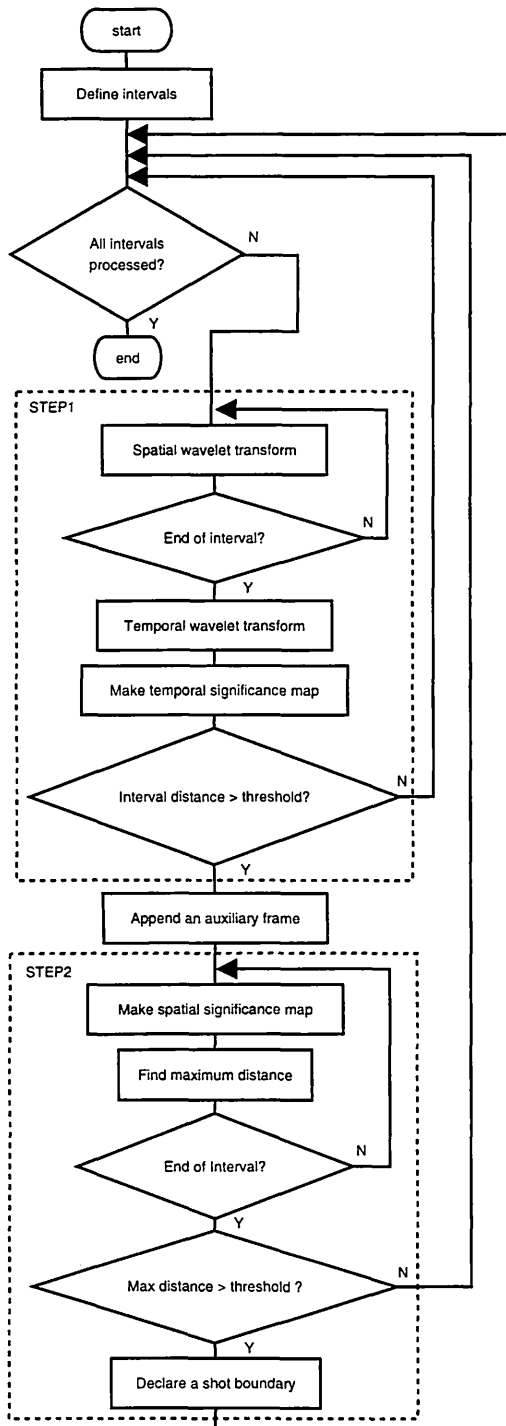 start
Define intervals
All intervals
processed?
N
Y
end
STEP1
Spatial wavelet transform
End of interval?
N
Y
Temporal wavelet transform
Make temporal significance map
Interval distance > threshold?
N
Y
Append an auxiliary frame
STEP2
Make spatial significance map
Find maximum distance
End of Interval?
N
Y
Max distance > threshold ?
N
Y
Declare a shot boundary